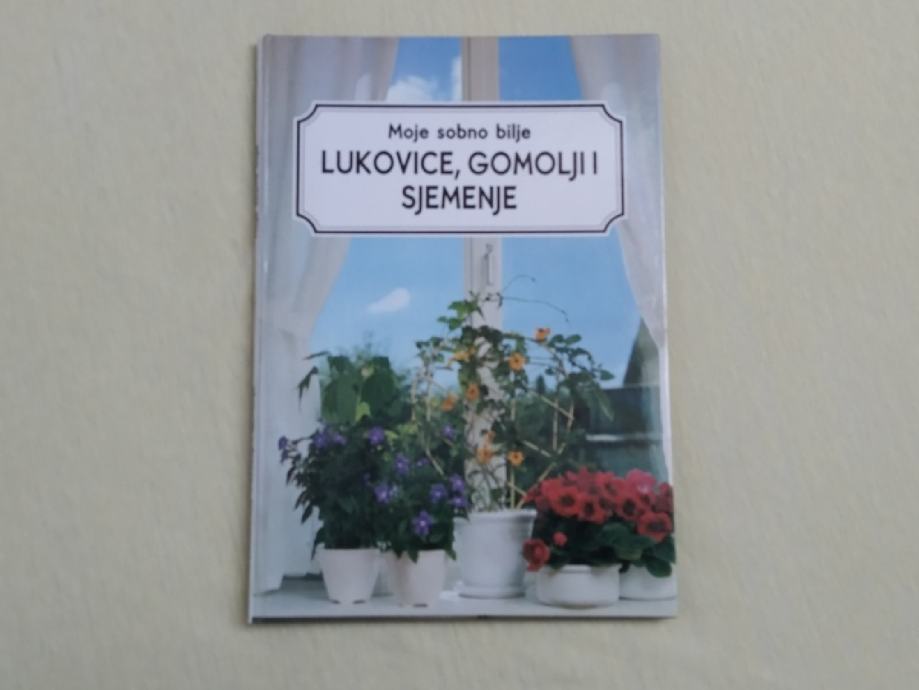 Moje sobno bilje
LUKOVICE, GOMOLJI I
SJEMENJE